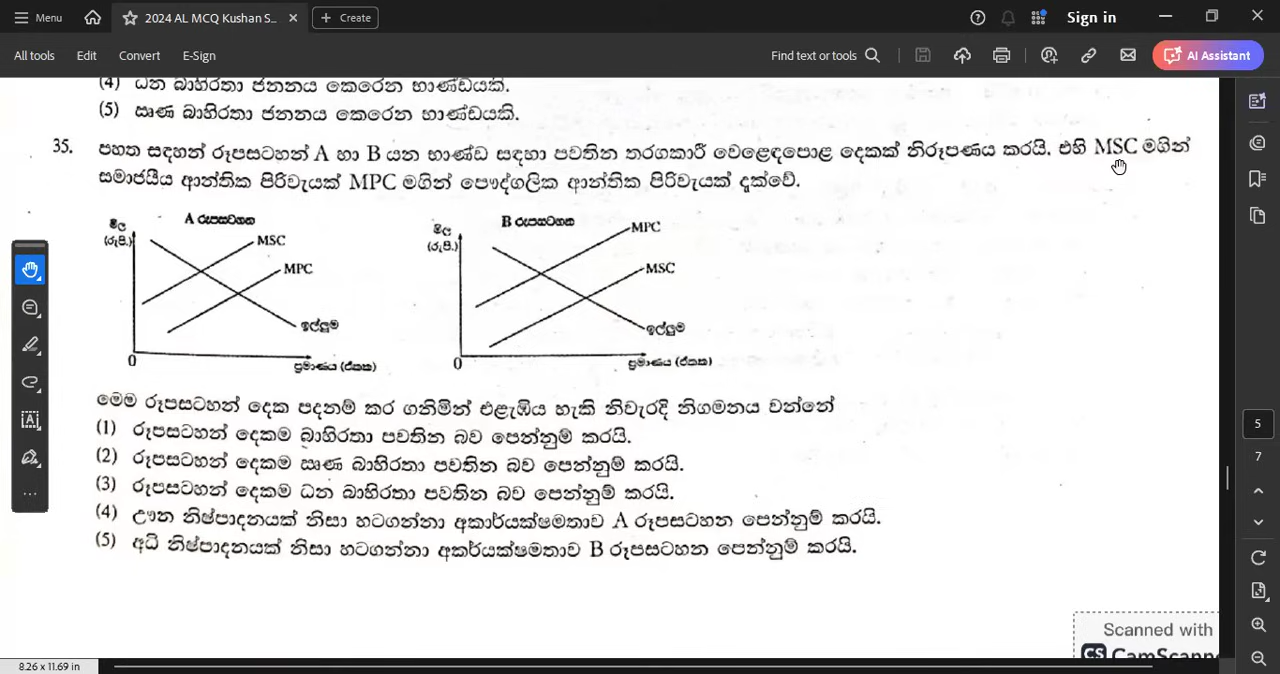 Menu
2024 AL MCQ Kushan S...
Create
Sign in
All tools
Edit
Convert
E-Sign
Find text or tools
AI Assistant
(4) ධන බාහිරතා ජනනය කෙරෙන භාණ්ඩයකි.
(5) ඍණ බාහිරතා ජනනය කෙරෙන භාණ්ඩයකි.
35. පහත සඳහන් රූපසටහන් A හා B යන භාණ්ඩ සඳහා පවතින තරගකාරී වෙළෙඳපොළ දෙකක් නිරූපණය කරයි. එහි MSC මගින්
සමාජයීය ආන්තික පිරිවැයක් MPC මගින් පෞද්ගලික ආන්තික පිරිවැයක් දැක්වේ.
A රූපසටහන
මිල
(රුපි.)
MSC
MPC
ඉල්ලුම
0
ප්‍රමාණය (ඒකක)
B රූපසටහන
මිල
(රුපි.)
MPC
MSC
ඉල්ලුම
0
ප්‍රමාණය (ඒකක)
මෙම රූපසටහන් දෙක පදනම් කර ගනිමින් එළැඹිය හැකි නිවැරදි නිගමනය වන්නේ
(1) රූපසටහන් දෙකම බාහිරතා පවතින බව පෙන්නුම් කරයි.
(2) රූපසටහන් දෙකම ඍණ බාහිරතා පවතින බව පෙන්නුම් කරයි.
(3) රූපසටහන් දෙකම ධන බාහිරතා පවතින බව පෙන්නුම් කරයි.
(4) ඌන නිෂ්පාදනයක් නිසා හටගන්නා අකාර්යක්ෂමතාව A රූපසටහන පෙන්නුම් කරයි.
(5) අධි නිෂ්පාදනයක් නිසා හටගන්නා අකර්යක්ෂමතාව B රූපසටහන පෙන්නුම් කරයි.
5
7
Scanned with
CS CamScanne
8.26 x 11.69 in